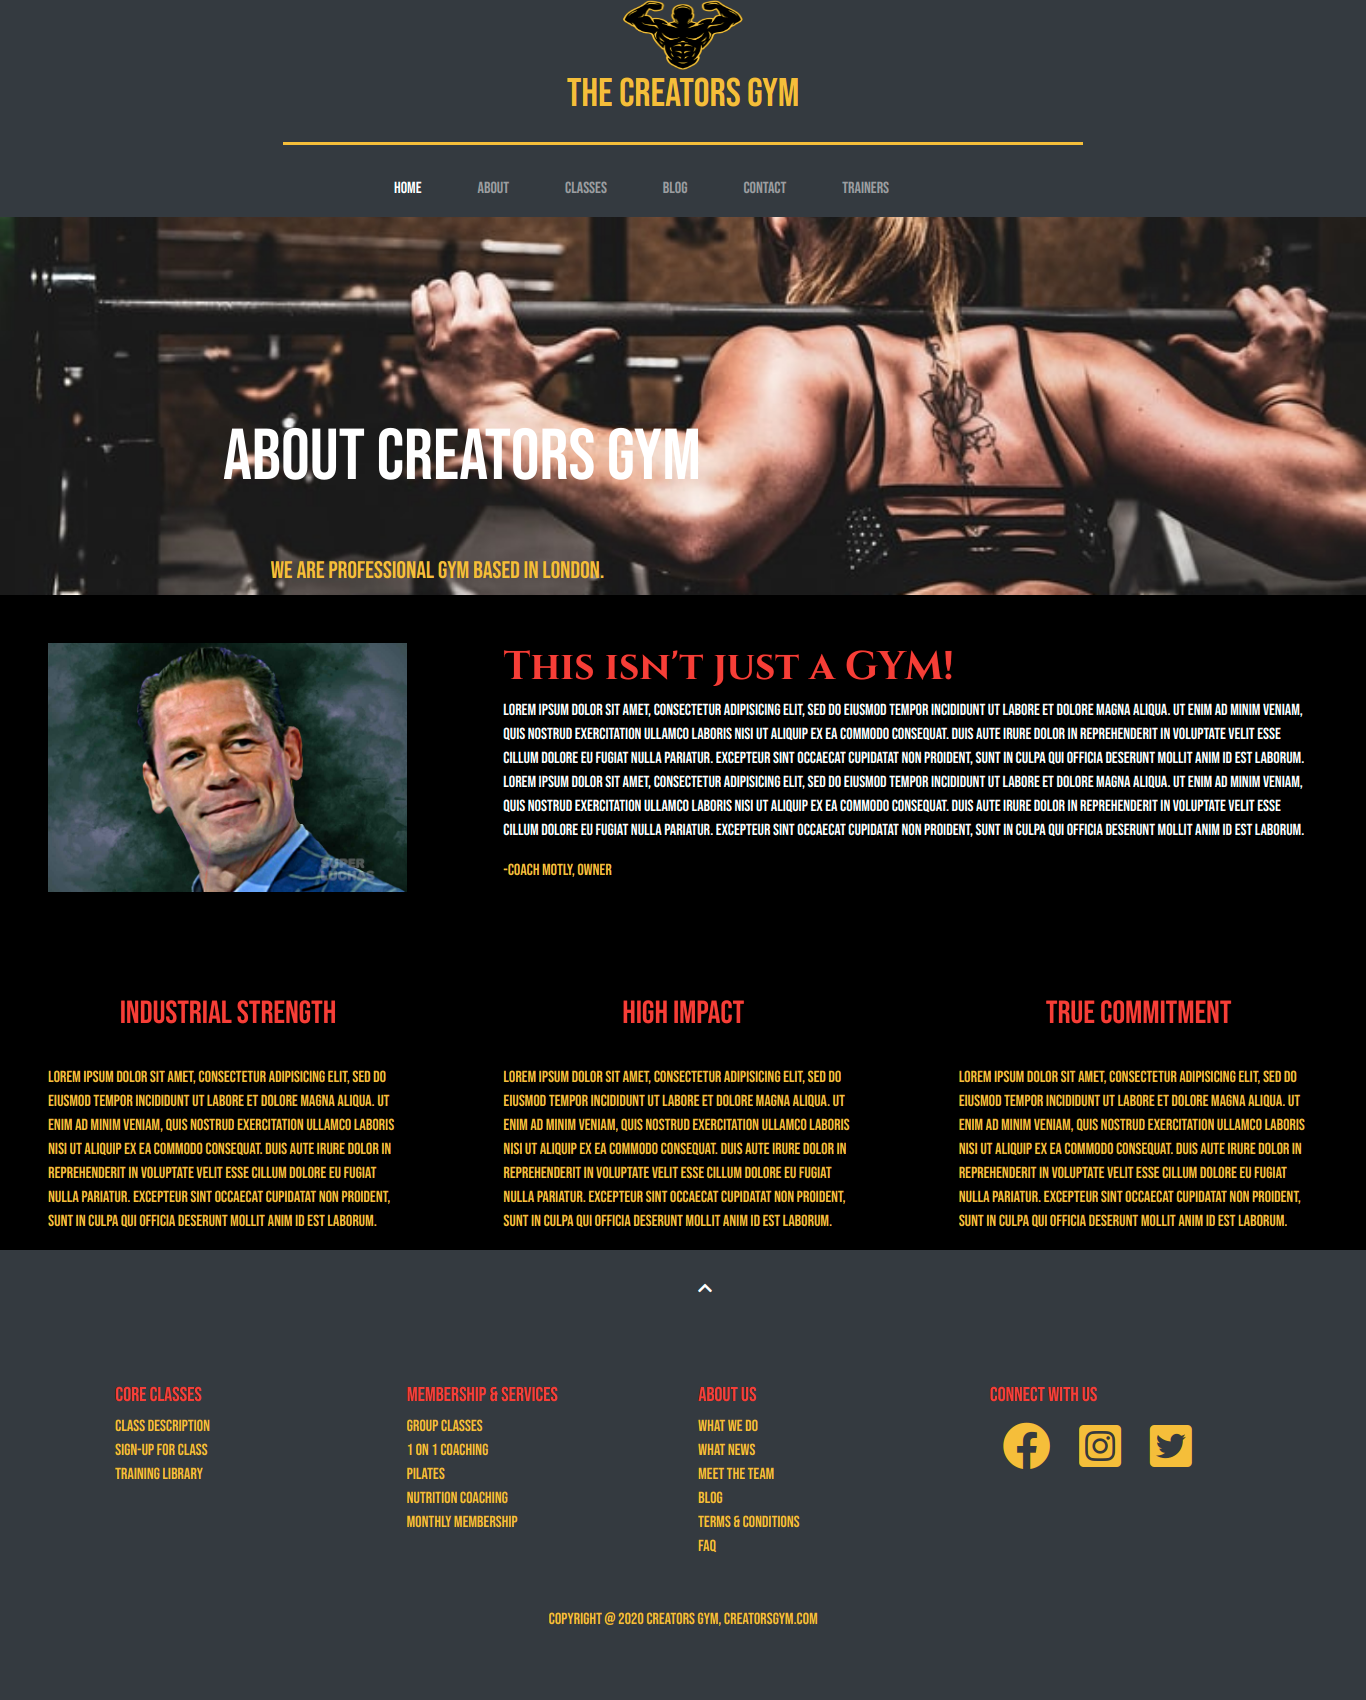 THE CREATORS GYM
HOME ABOUT CLASSES BLOG CONTACT TRAINERS
ABOUT CREATORS GYM
WE ARE PROFESSIONAL GYM BASED IN LONDON.
THIS ISN'T JUST A GYM!
LOREM IPSUM DOLOR SIT AMET, CONSECTETUR ADIPISICING ELIT, SED DO EIUSMOD TEMPOR INCIDIDUNT UT LABORE ET DOLORE MAGNA ALIQUA. UT ENIM AD MINIM VENIAM,
QUIS NOSTRUD EXERCITATION ULLAMCO LABORIS NISI UT ALIQUIP EX EA COMMODO CONSEQUAT. DUIS AUTE IRURE DOLOR IN REPREHENDERIT IN VOLUPTATE VELIT ESSE
CILLUM DOLORE EU FUGIAT NULLA PARIATUR. EXCEPTEUR SINT OCCAECAT CUPIDATAT NON PROIDENT, SUNT IN CULPA QUI OFFICIA DESERUNT MOLLIT ANIM ID EST LABORUM.
LOREM IPSUM DOLOR SIT AMET, CONSECTETUR ADIPISICING ELIT, SED DO EIUSMOD TEMPOR INCIDIDUNT UT LABORE ET DOLORE MAGNA ALIQUA. UT ENIM AD MINIM VENIAM,
QUIS NOSTRUD EXERCITATION ULLAMCO LABORIS NISI UT ALIQUIP EX EA COMMODO CONSEQUAT. DUIS AUTE IRURE DOLOR IN REPREHENDERIT IN VOLUPTATE VELIT ESSE
CILLUM DOLORE EU FUGIAT NULLA PARIATUR. EXCEPTEUR SINT OCCAECAT CUPIDATAT NON PROIDENT, SUNT IN CULPA QUI OFFICIA DESERUNT MOLLIT ANIM ID EST LABORUM.
-COACH MOTLY, OWNER
SUPER
LUCHAS
INDUSTRIAL STRENGTH
LOREM IPSUM DOLOR SIT AMET, CONSECTETUR ADIPISICING ELIT, SED DO
EIUSMOD TEMPOR INCIDIDUNT UT LABORE ET DOLORE MAGNA ALIQUA. UT
ENIM AD MINIM VENIAM, QUIS NOSTRUD EXERCITATION ULLAMCO LABORIS
NISI UT ALIQUIP EX EA COMMODO CONSEQUAT. DUIS AUTE IRURE DOLOR IN
REPREHENDERIT IN VOLUPTATE VELIT ESSE CILLUM DOLORE EU FUGIAT
NULLA PARIATUR. EXCEPTEUR SINT OCCAECAT CUPIDATAT NON PROIDENT,
SUNT IN CULPA QUI OFFICIA DESERUNT MOLLIT ANIM ID EST LABORUM.
HIGH IMPACT
LOREM IPSUM DOLOR SIT AMET, CONSECTETUR ADIPISICING ELIT, SED DO
EIUSMOD TEMPOR INCIDIDUNT UT LABORE ET DOLORE MAGNA ALIQUA. UT
ENIM AD MINIM VENIAM, QUIS NOSTRUD EXERCITATION ULLAMCO LABORIS
NISI UT ALIQUIP EX EA COMMODO CONSEQUAT. DUIS AUTE IRURE DOLOR IN
REPREHENDERIT IN VOLUPTATE VELIT ESSE CILLUM DOLORE EU FUGIAT
NULLA PARIATUR. EXCEPTEUR SINT OCCAECAT CUPIDATAT NON PROIDENT,
SUNT IN CULPA QUI OFFICIA DESERUNT MOLLIT ANIM ID EST LABORUM.
TRUE COMMITMENT
LOREM IPSUM DOLOR SIT AMET, CONSECTETUR ADIPISICING ELIT, SED DO
EIUSMOD TEMPOR INCIDIDUNT UT LABORE ET DOLORE MAGNA ALIQUA. UT
ENIM AD MINIM VENIAM, QUIS NOSTRUD EXERCITATION ULLAMCO LABORIS
NISI UT ALIQUIP EX EA COMMODO CONSEQUAT. DUIS AUTE IRURE DOLOR IN
REPREHENDERIT IN VOLUPTATE VELIT ESSE CILLUM DOLORE EU FUGIAT
NULLA PARIATUR. EXCEPTEUR SINT OCCAECAT CUPIDATAT NON PROIDENT,
SUNT IN CULPA QUI OFFICIA DESERUNT MOLLIT ANIM ID EST LABORUM.
CORE CLASSES
CLASS DESCRIPTION
SIGN-UP FOR CLASS
TRAINING LIBRARY
MEMBERSHIP & SERVICES
GROUP CLASSES
1 ON 1 COACHING
PILATES
NUTRITION COACHING
MONTHLY MEMBERSHIP
ABOUT US
WHAT WE DO
WHAT NEWS
MEET THE TEAM
BLOG
TERMS & CONDITIONS
FAQ
CONNECT WITH US
COPYRIGHT @ 2020 CREATORS GYM, CREATORSGYM.COM